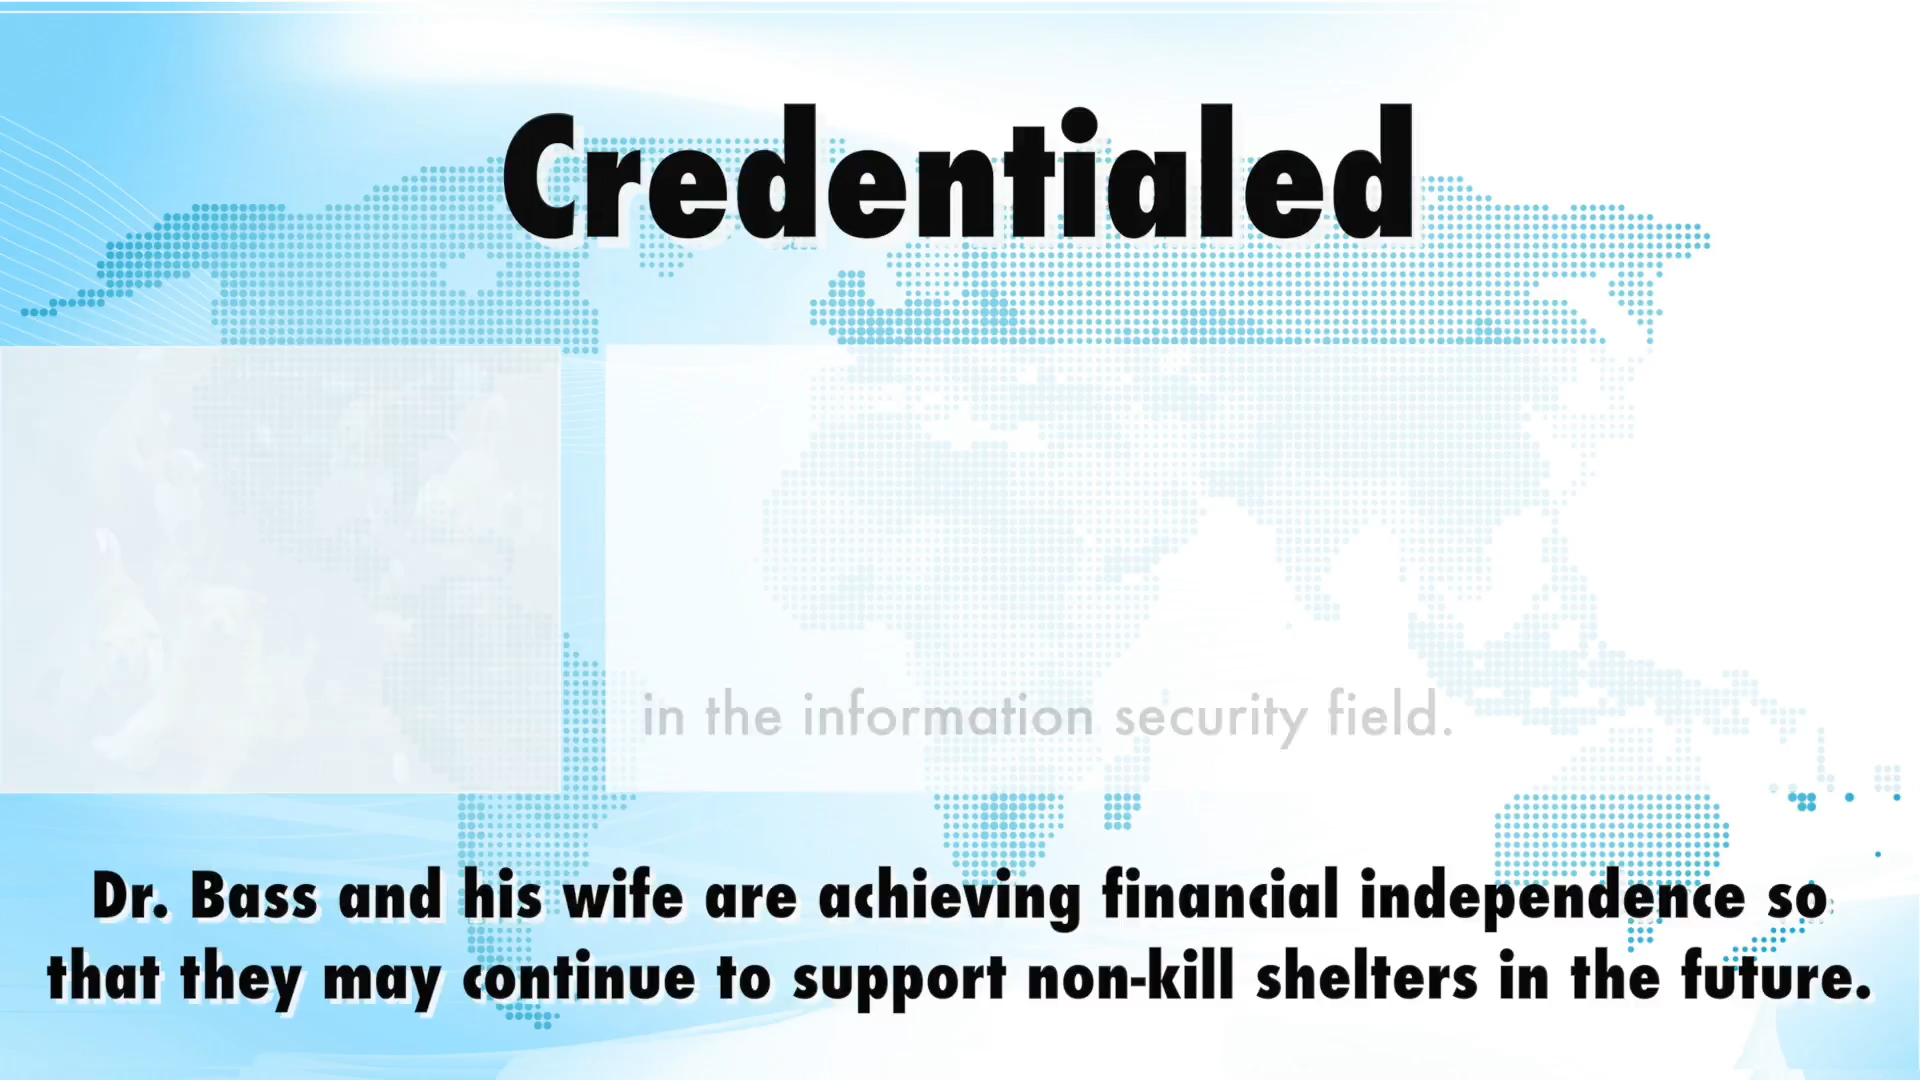 Credentialed
in the information security field.
Dr. Bass and his wife are achieving financial independence so
that they may continue to support non-kill shelters in the future.